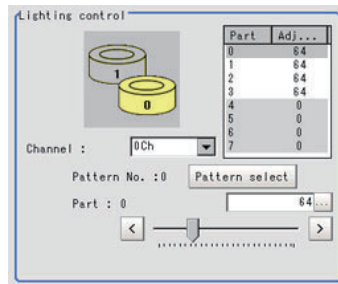 Lighting control
Part Adj...
0 64
1 64
2 64
3 64
4 0
5 0
6 0
7 0
1
0
Channel : 0Ch
Pattern No. :0 Pattern select
Part : 0 64 ...
< >